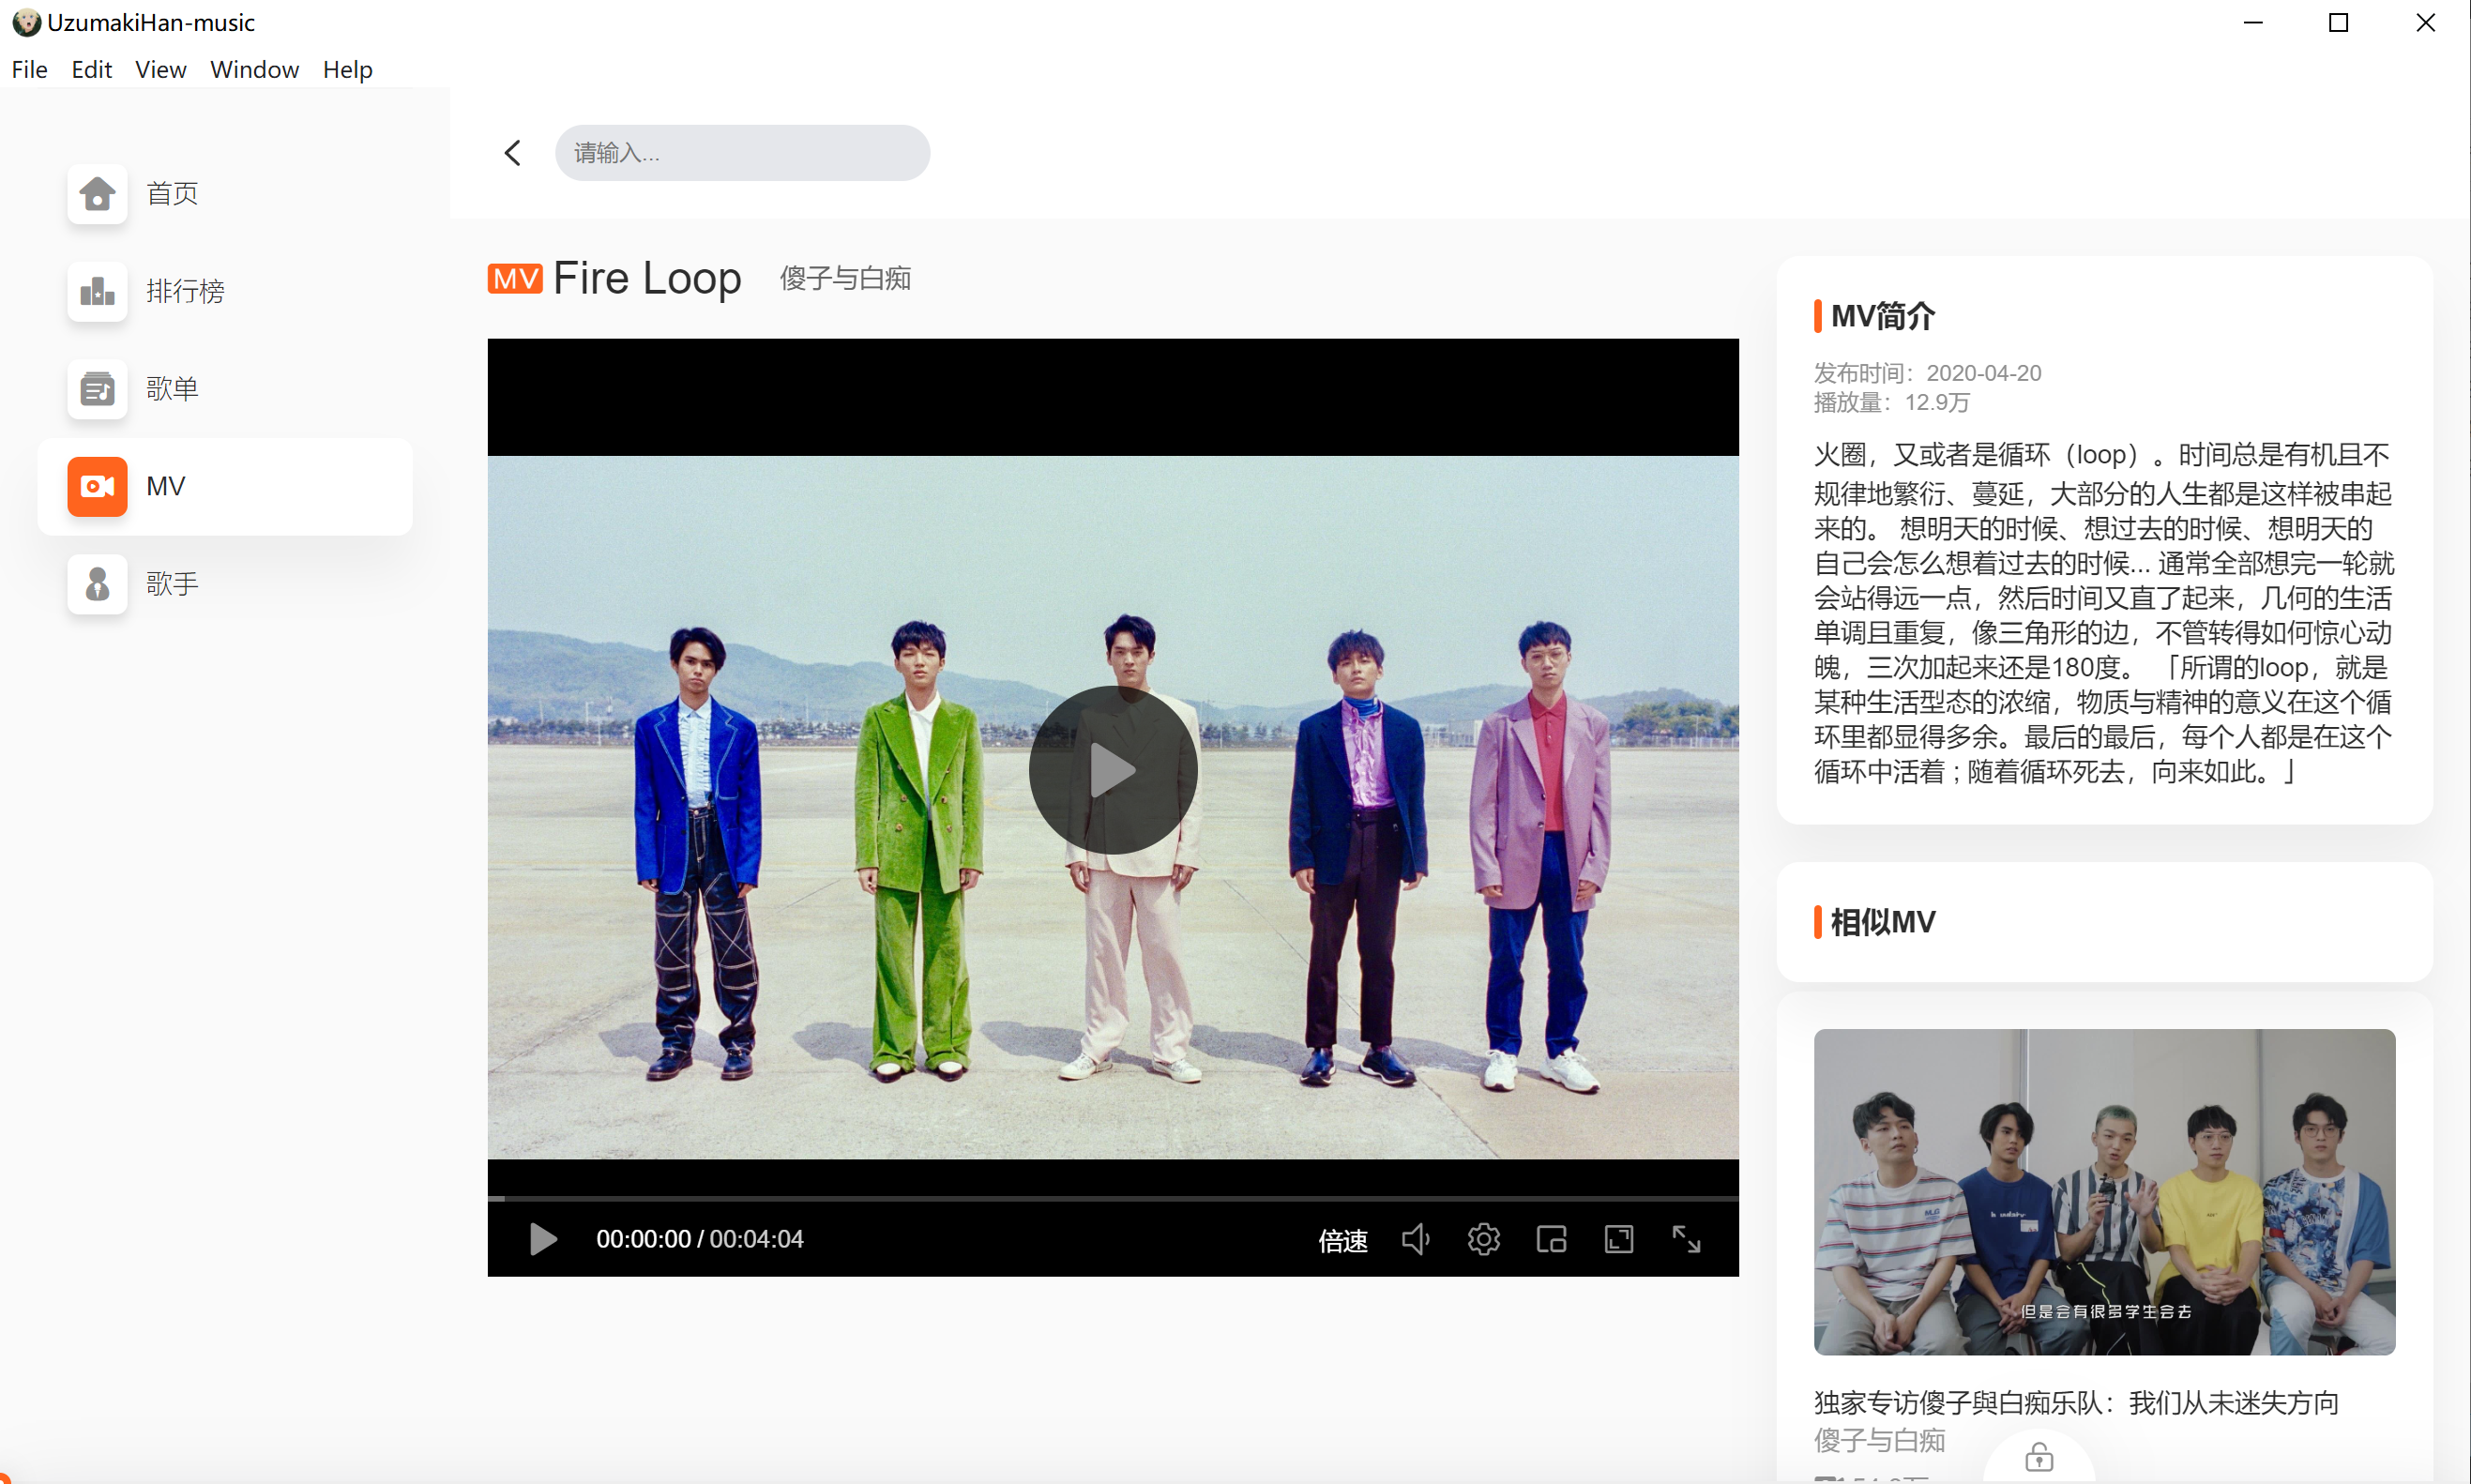 UzumakiHan-music
File Edit View Window Help
请输入...
首页
排行榜
歌单
MV
歌手
MV Fire Loop 傻子与白痴
00:00:00 / 00:04:04
倍速
MV简介
发布时间：2020-04-20
播放量：12.9万
火圈，又或者是循环（loop）。时间总是有机且不
规律地繁衍、蔓延，大部分的人生都是这样被串起
来的。 想明天的时候、想过去的时候、想明天的
自己会怎么想着过去的时候... 通常全部想完一轮就
会站得远一点，然后时间又直了起来，几何的生活
单调且重复，像三角形的边，不管转得如何惊心动
魄，三次加起来还是180度。 「所谓的loop，就是
某种生活型态的浓缩，物质与精神的意义在这个循
环里都显得多余。最后的最后，每个人都是在这个
循环中活着；随着循环死去，向来如此。」
相似MV
但是会有很多学生会去
独家专访傻子與白痴乐队：我们从未迷失方向
傻子与白痴